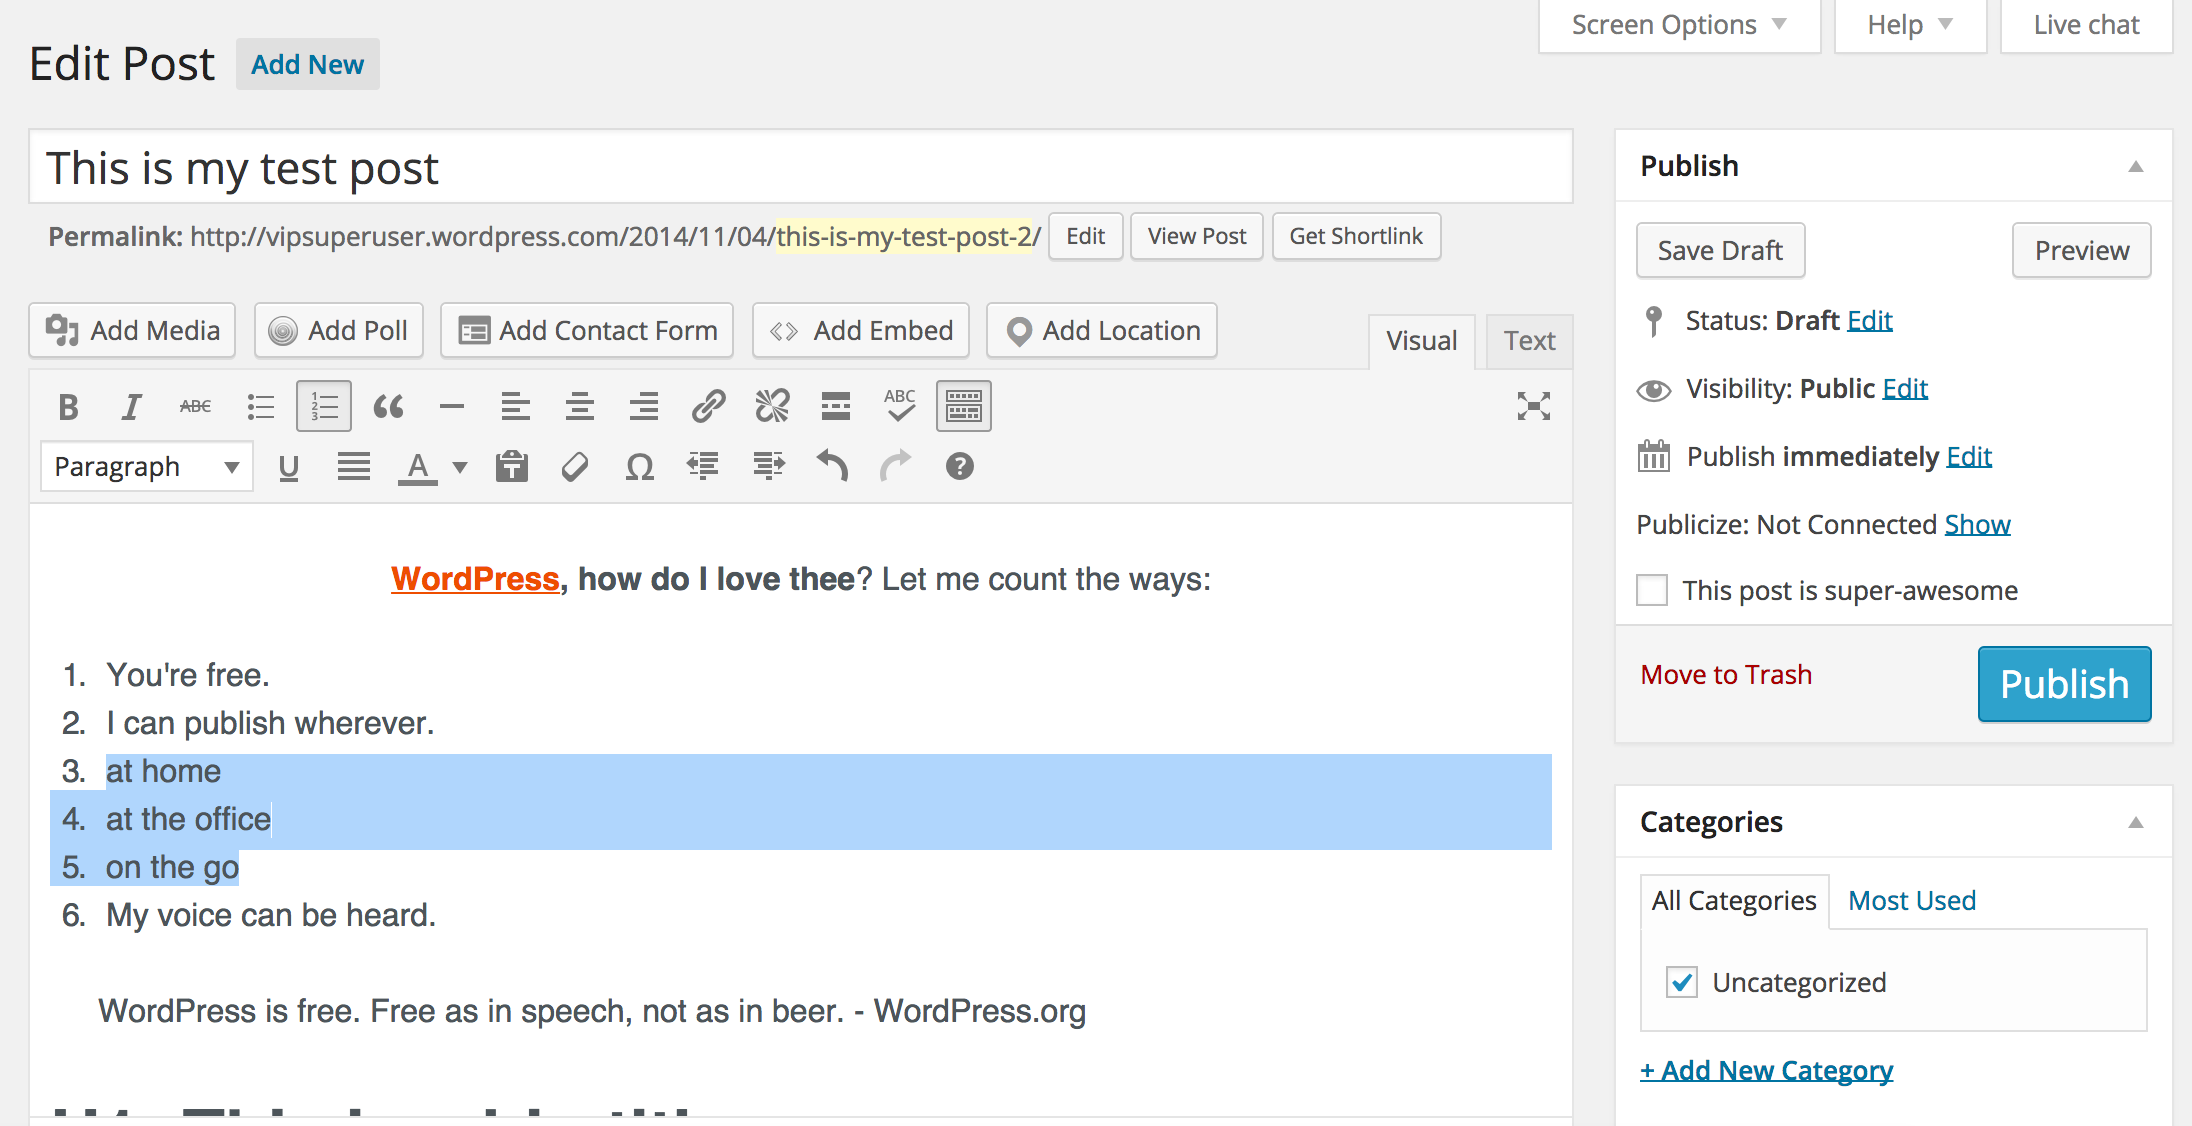 Screen Options Help Live chat
Edit Post Add New
This is my test post
Permalink: http://vipsuperuser.wordpress.com/2014/11/04/this-is-my-test-post-2/ Edit View Post Get Shortlink
Add Media Add Poll Add Contact Form Add Embed Add Location
Visual Text
B I ABC 1 2 3 ABC
Paragraph U A T Ω ?
WordPress, how do I love thee? Let me count the ways:
1. You're free.
2. I can publish wherever.
3. at home
4. at the office
5. on the go
6. My voice can be heard.
WordPress is free. Free as in speech, not as in beer. - WordPress.org
Publish
Save Draft Preview
Status: Draft Edit
Visibility: Public Edit
Publish immediately Edit
Publicize: Not Connected Show
This post is super-awesome
Move to Trash Publish
Categories
All Categories Most Used
Uncategorized
+ Add New Category